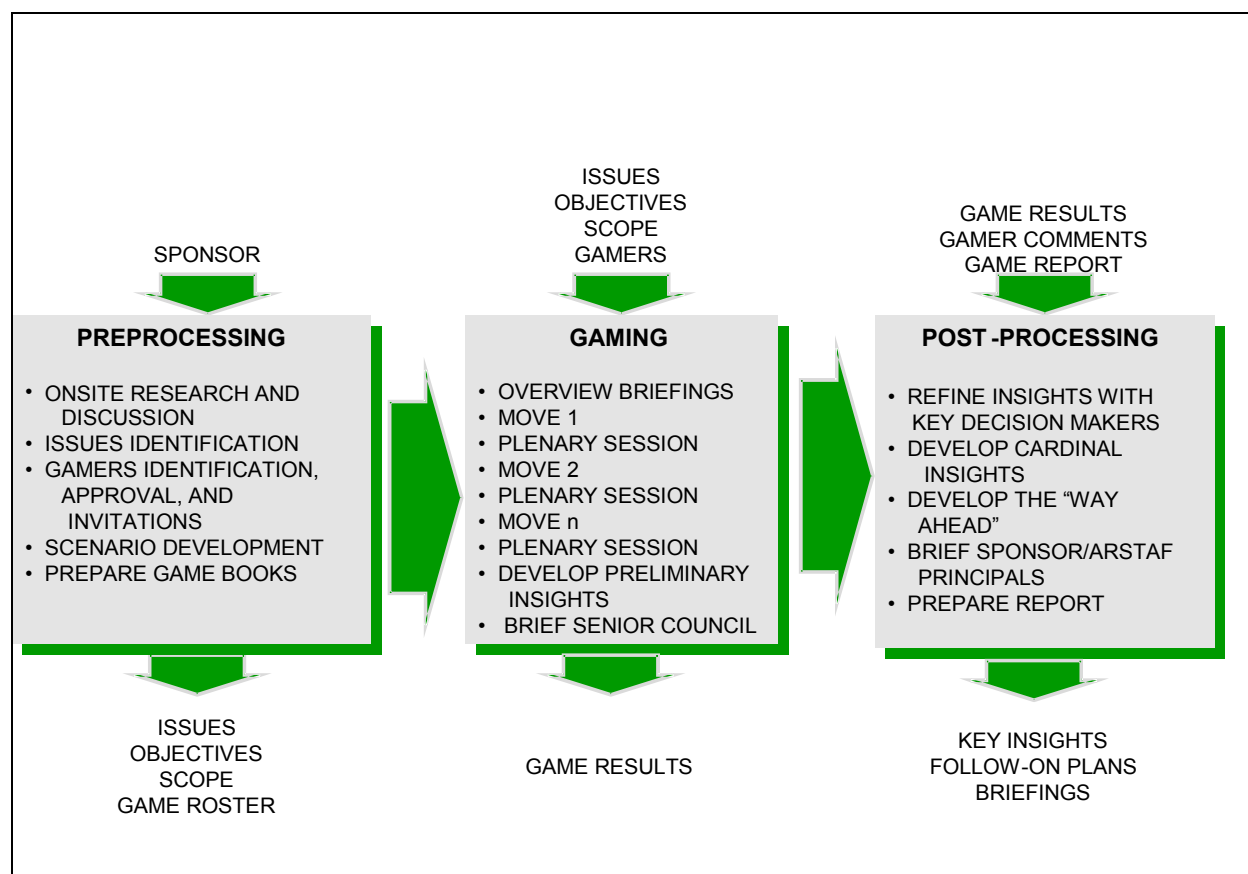 SPONSOR
PREPROCESSING
• ONSITE RESEARCH AND
DISCUSSION
• ISSUES IDENTIFICATION
• GAMERS IDENTIFICATION,
APPROVAL, AND
INVITATIONS
• SCENARIO DEVELOPMENT
• PREPARE GAME BOOKS
ISSUES
OBJECTIVES
SCOPE
GAME ROSTER
ISSUES
OBJECTIVES
SCOPE
GAMERS
GAMING
• OVERVIEW BRIEFINGS
• MOVE 1
• PLENARY SESSION
• MOVE 2
• PLENARY SESSION
• MOVE n
• PLENARY SESSION
• DEVELOP PRELIMINARY
INSIGHTS
• BRIEF SENIOR COUNCIL
GAME RESULTS
GAME RESULTS
GAMER COMMENTS
GAME REPORT
POST -PROCESSING
• REFINE INSIGHTS WITH
KEY DECISION MAKERS
• DEVELOP CARDINAL
INSIGHTS
• DEVELOP THE “WAY
AHEAD”
• BRIEF SPONSOR/ARSTAF
PRINCIPALS
• PREPARE REPORT
KEY INSIGHTS
FOLLOW-ON PLANS
BRIEFINGS